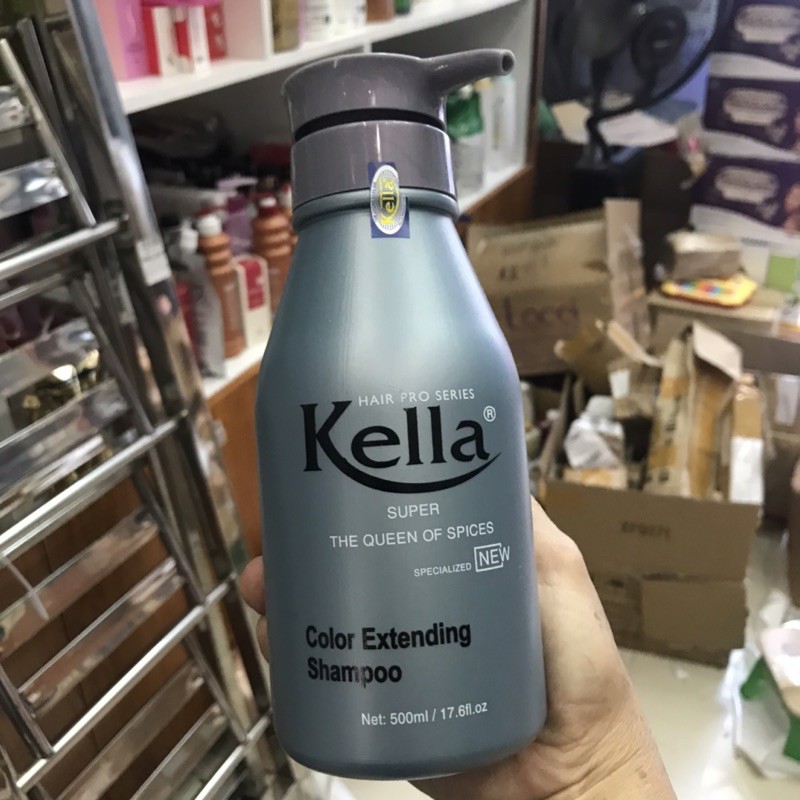 Kella
HAIR PRO SERIES
Kella®
SUPER
THE QUEEN OF SPICES
SPECIALIZED NEW
Color Extending
Shampoo
Net: 500ml / 17.6fl.oz